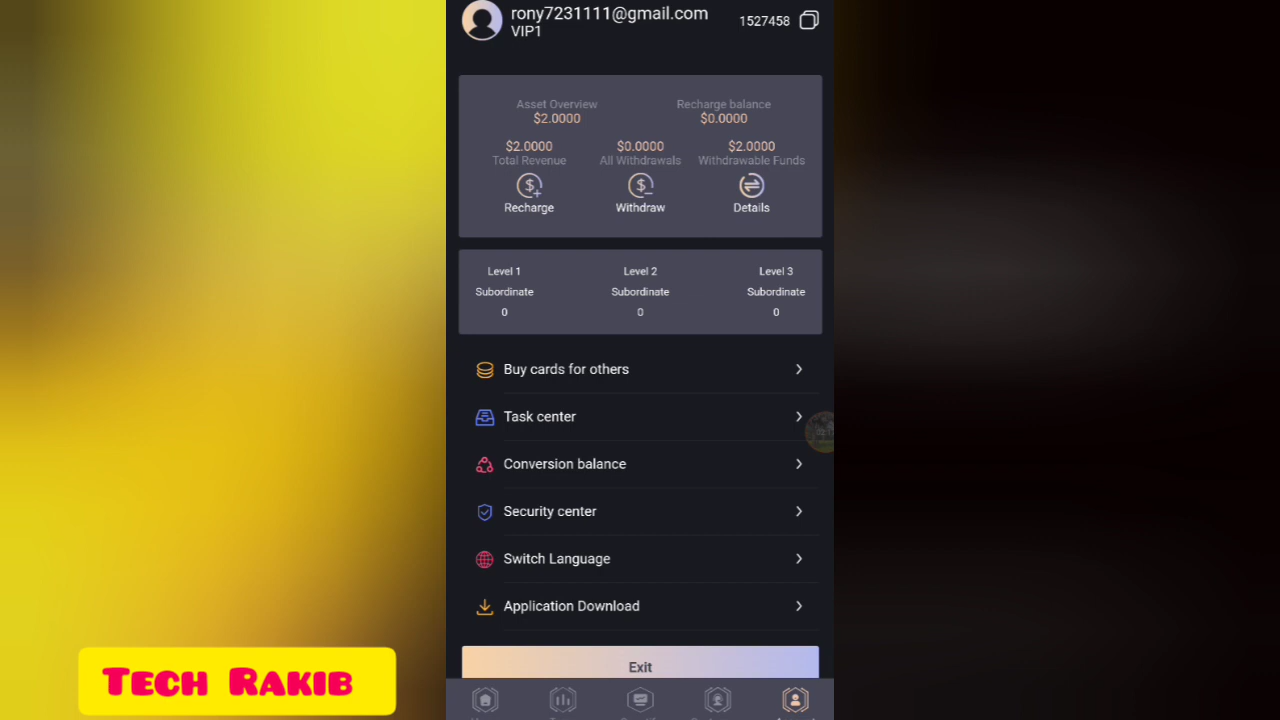 rony7231111@gmail.com
VIP1
1527458
Asset Overview
$2.0000
Recharge balance
$0.0000
$2.0000
Total Revenue
$0.0000
All Withdrawals
$2.0000
Withdrawable Funds
Recharge
Withdraw
Details
Level 1
Subordinate
0
Level 2
Subordinate
0
Level 3
Subordinate
0
Buy cards for others
Task center
Conversion balance
Security center
Switch Language
Application Download
Exit
Tech Rakib